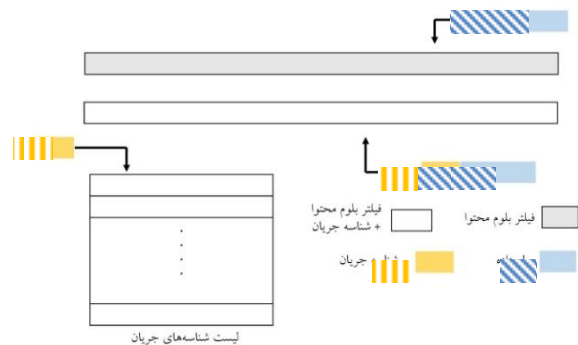 فیلتر بلوم محتوا
فیلتر بلوم محتوا
+ شناسه جریان
جریان
لیست شناسه‌های جریان